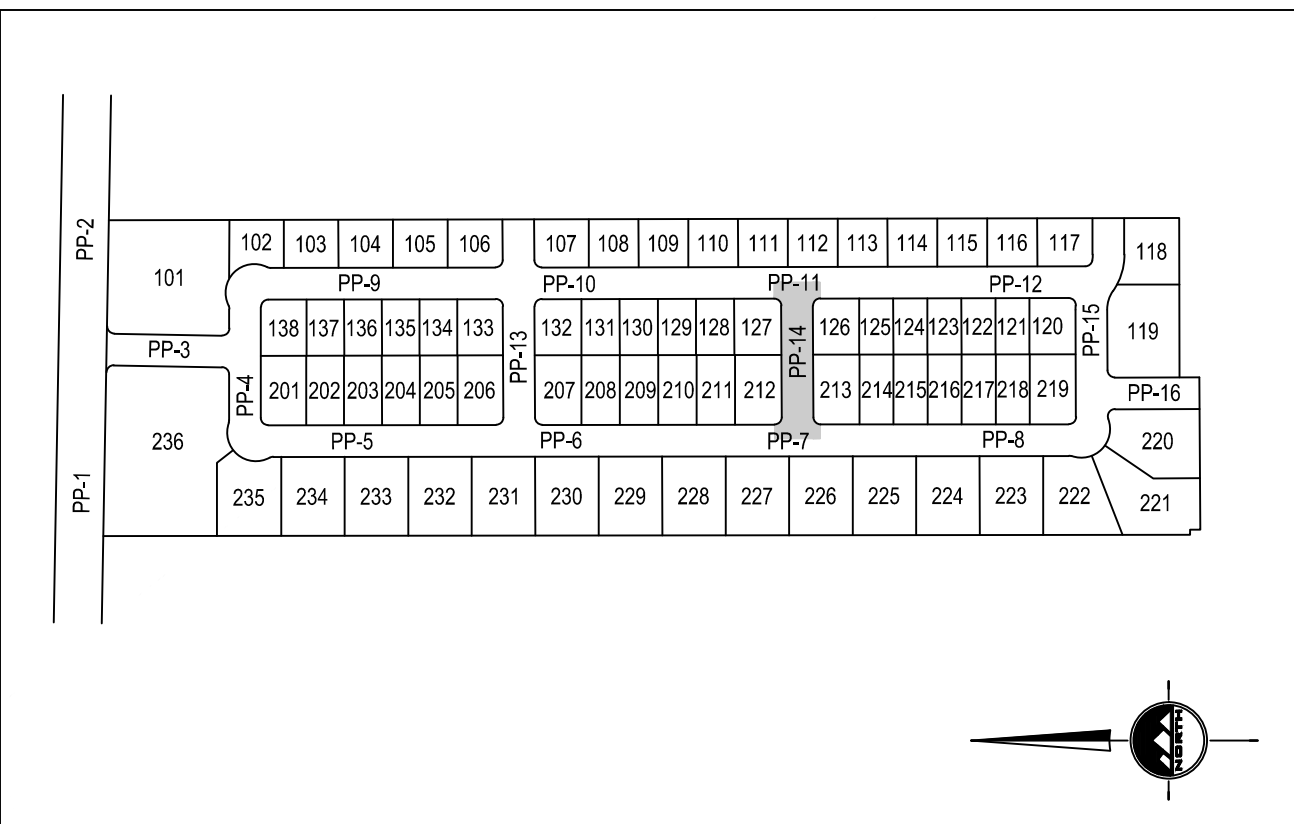 PP-2
101
102 103 104 105 106 107 108 109 110 111 112 113 114 115 116 117 118
PP-9 PP-10 PP-11 PP-12
138 137 136 135 134 133 132 131 130 129 128 127 126 125 124 123 122 121 120 119
PP-3 PP-13 PP-14 PP-15
PP-4
201 202 203 204 205 206 207 208 209 210 211 212 213 214 215 216 217 218 219
PP-16
236 PP-5 PP-6 PP-7 PP-8 220
PP-1
235 234 233 232 231 230 229 228 227 226 225 224 223 222 221
NORTH